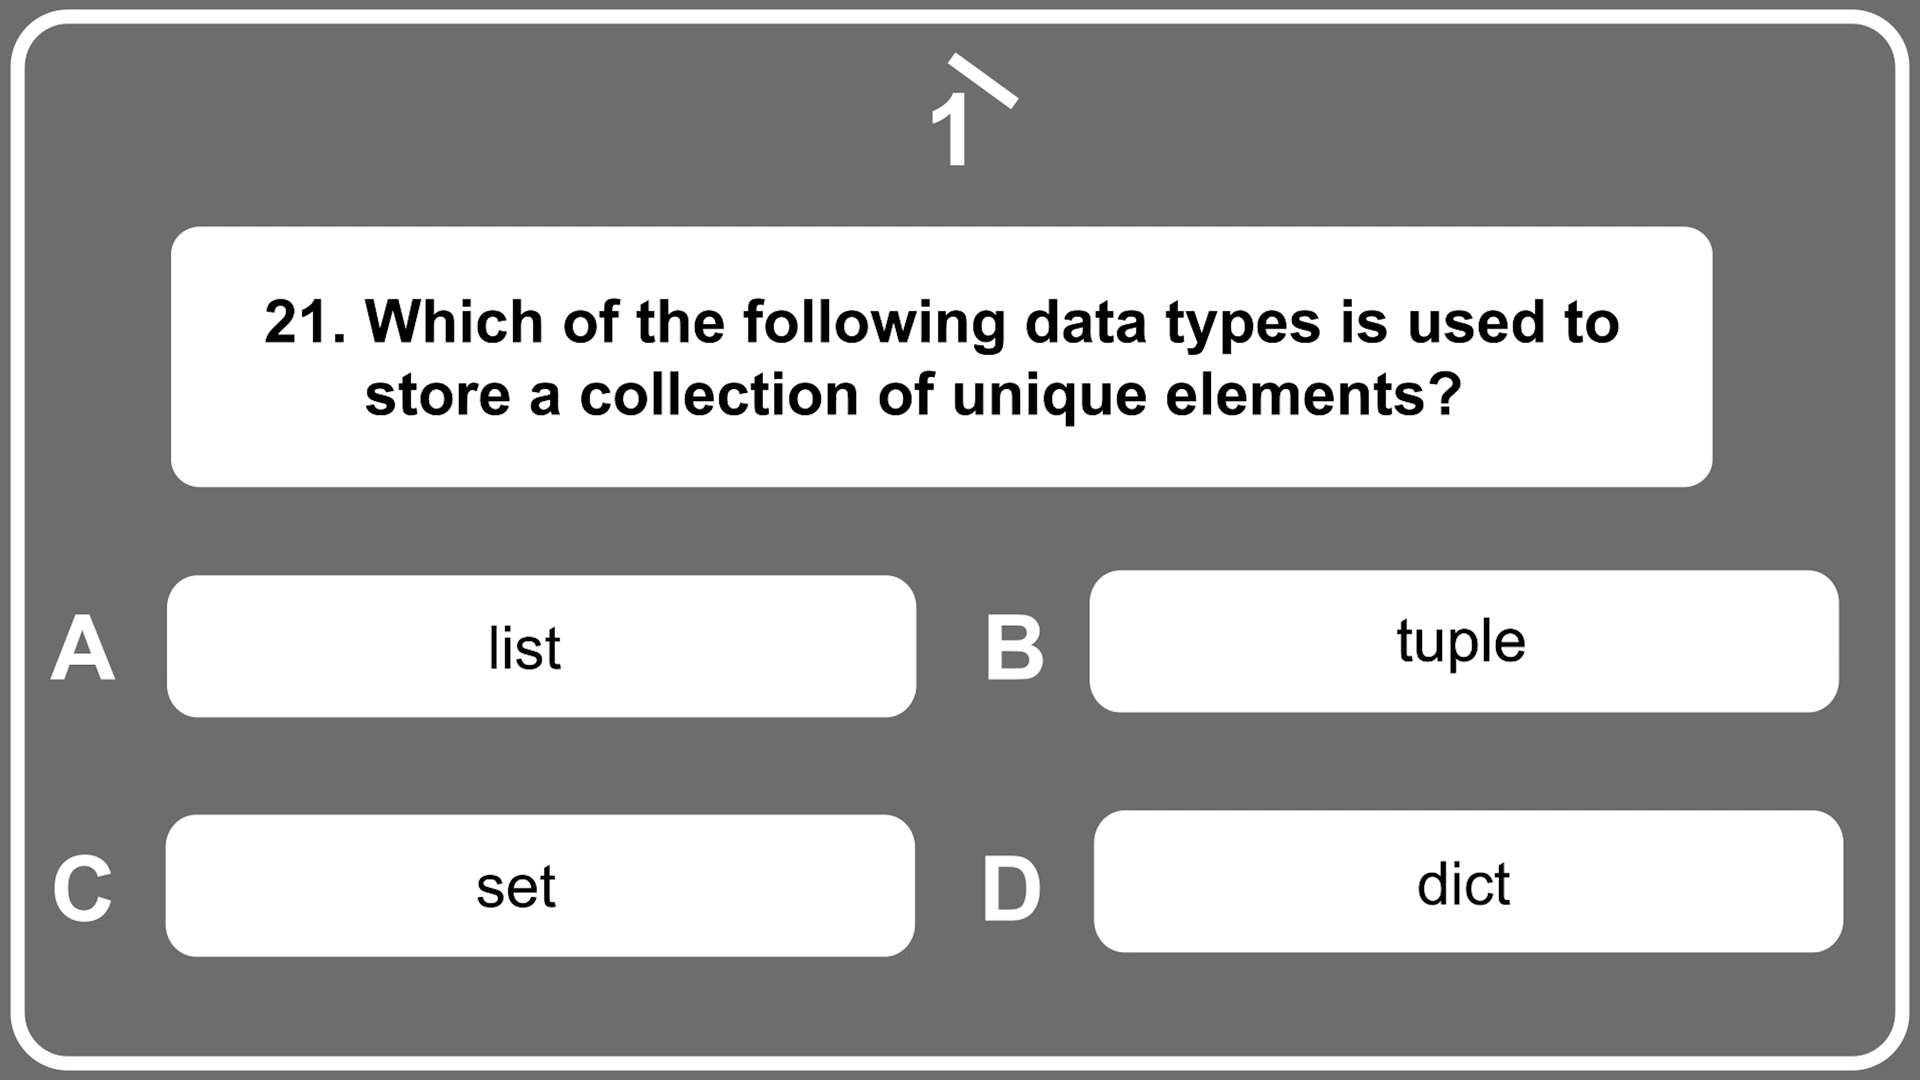 1
21. Which of the following data types is used to
store a collection of unique elements?
A
list
B
tuple
C
set
D
dict